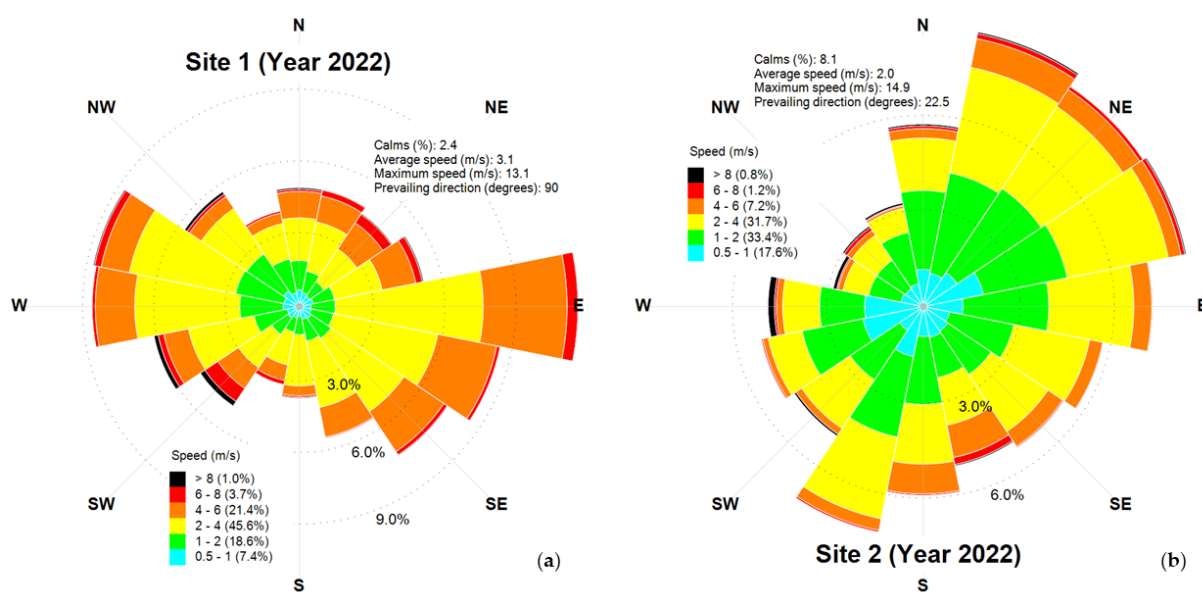 N
Site 1 (Year 2022)
NW
NE
Calms (%): 2.4
Average speed (m/s): 3.1
Maximum speed (m/s): 13.1
Prevailing direction (degrees): 90
W
E
3.0%
6.0%
9.0%
Speed (m/s)
> 8 (1.0%)
6 - 8 (3.7%)
4 - 6 (21.4%)
2 - 4 (45.6%)
1 - 2 (18.6%)
0.5 - 1 (7.4%)
SW
SE
S
(a)
N
Calms (%): 8.1
Average speed (m/s): 2.0
Maximum speed (m/s): 14.9
Prevailing direction (degrees): 22.5
NW
NE
Speed (m/s)
> 8 (0.8%)
6 - 8 (1.2%)
4 - 6 (7.2%)
2 - 4 (31.7%)
1 - 2 (33.4%)
0.5 - 1 (17.6%)
W
E
3.0%
6.0%
SW
SE
Site 2 (Year 2022)
S
(b)